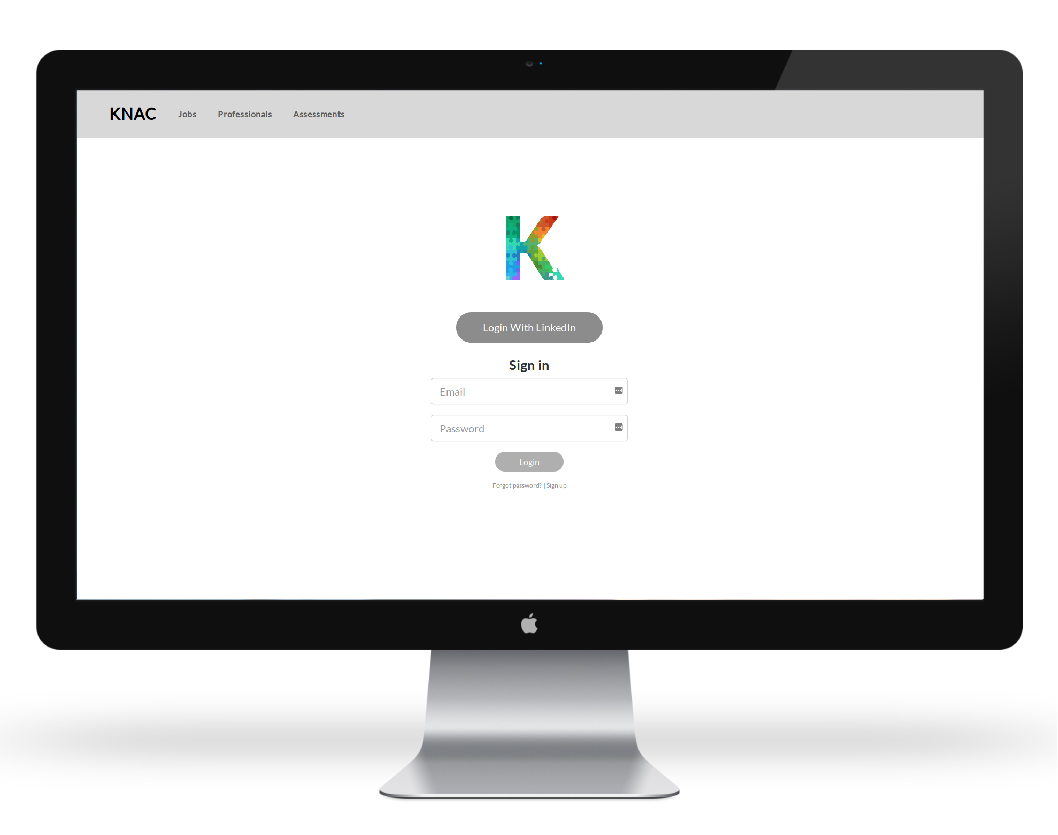 KNAC Jobs Professionals Assessments
K
Login With LinkedIn
Sign in
Email
Password
Login
Forgot password? | Sign up